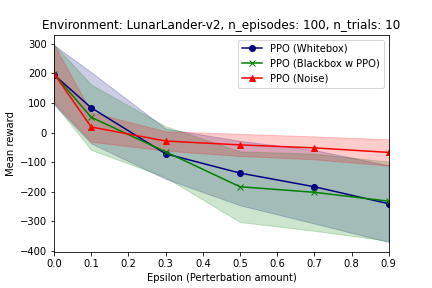 Environment: LunarLander-v2, n_episodes: 100, n_trials: 10
PPO (Whitebox)
PPO (Blackbox w PPO)
PPO (Noise)
Mean reward
300
200
100
0
−100
−200
−300
−400
0.0 0.1 0.2 0.3 0.4 0.5 0.6 0.7 0.8 0.9
Epsilon (Perterbation amount)